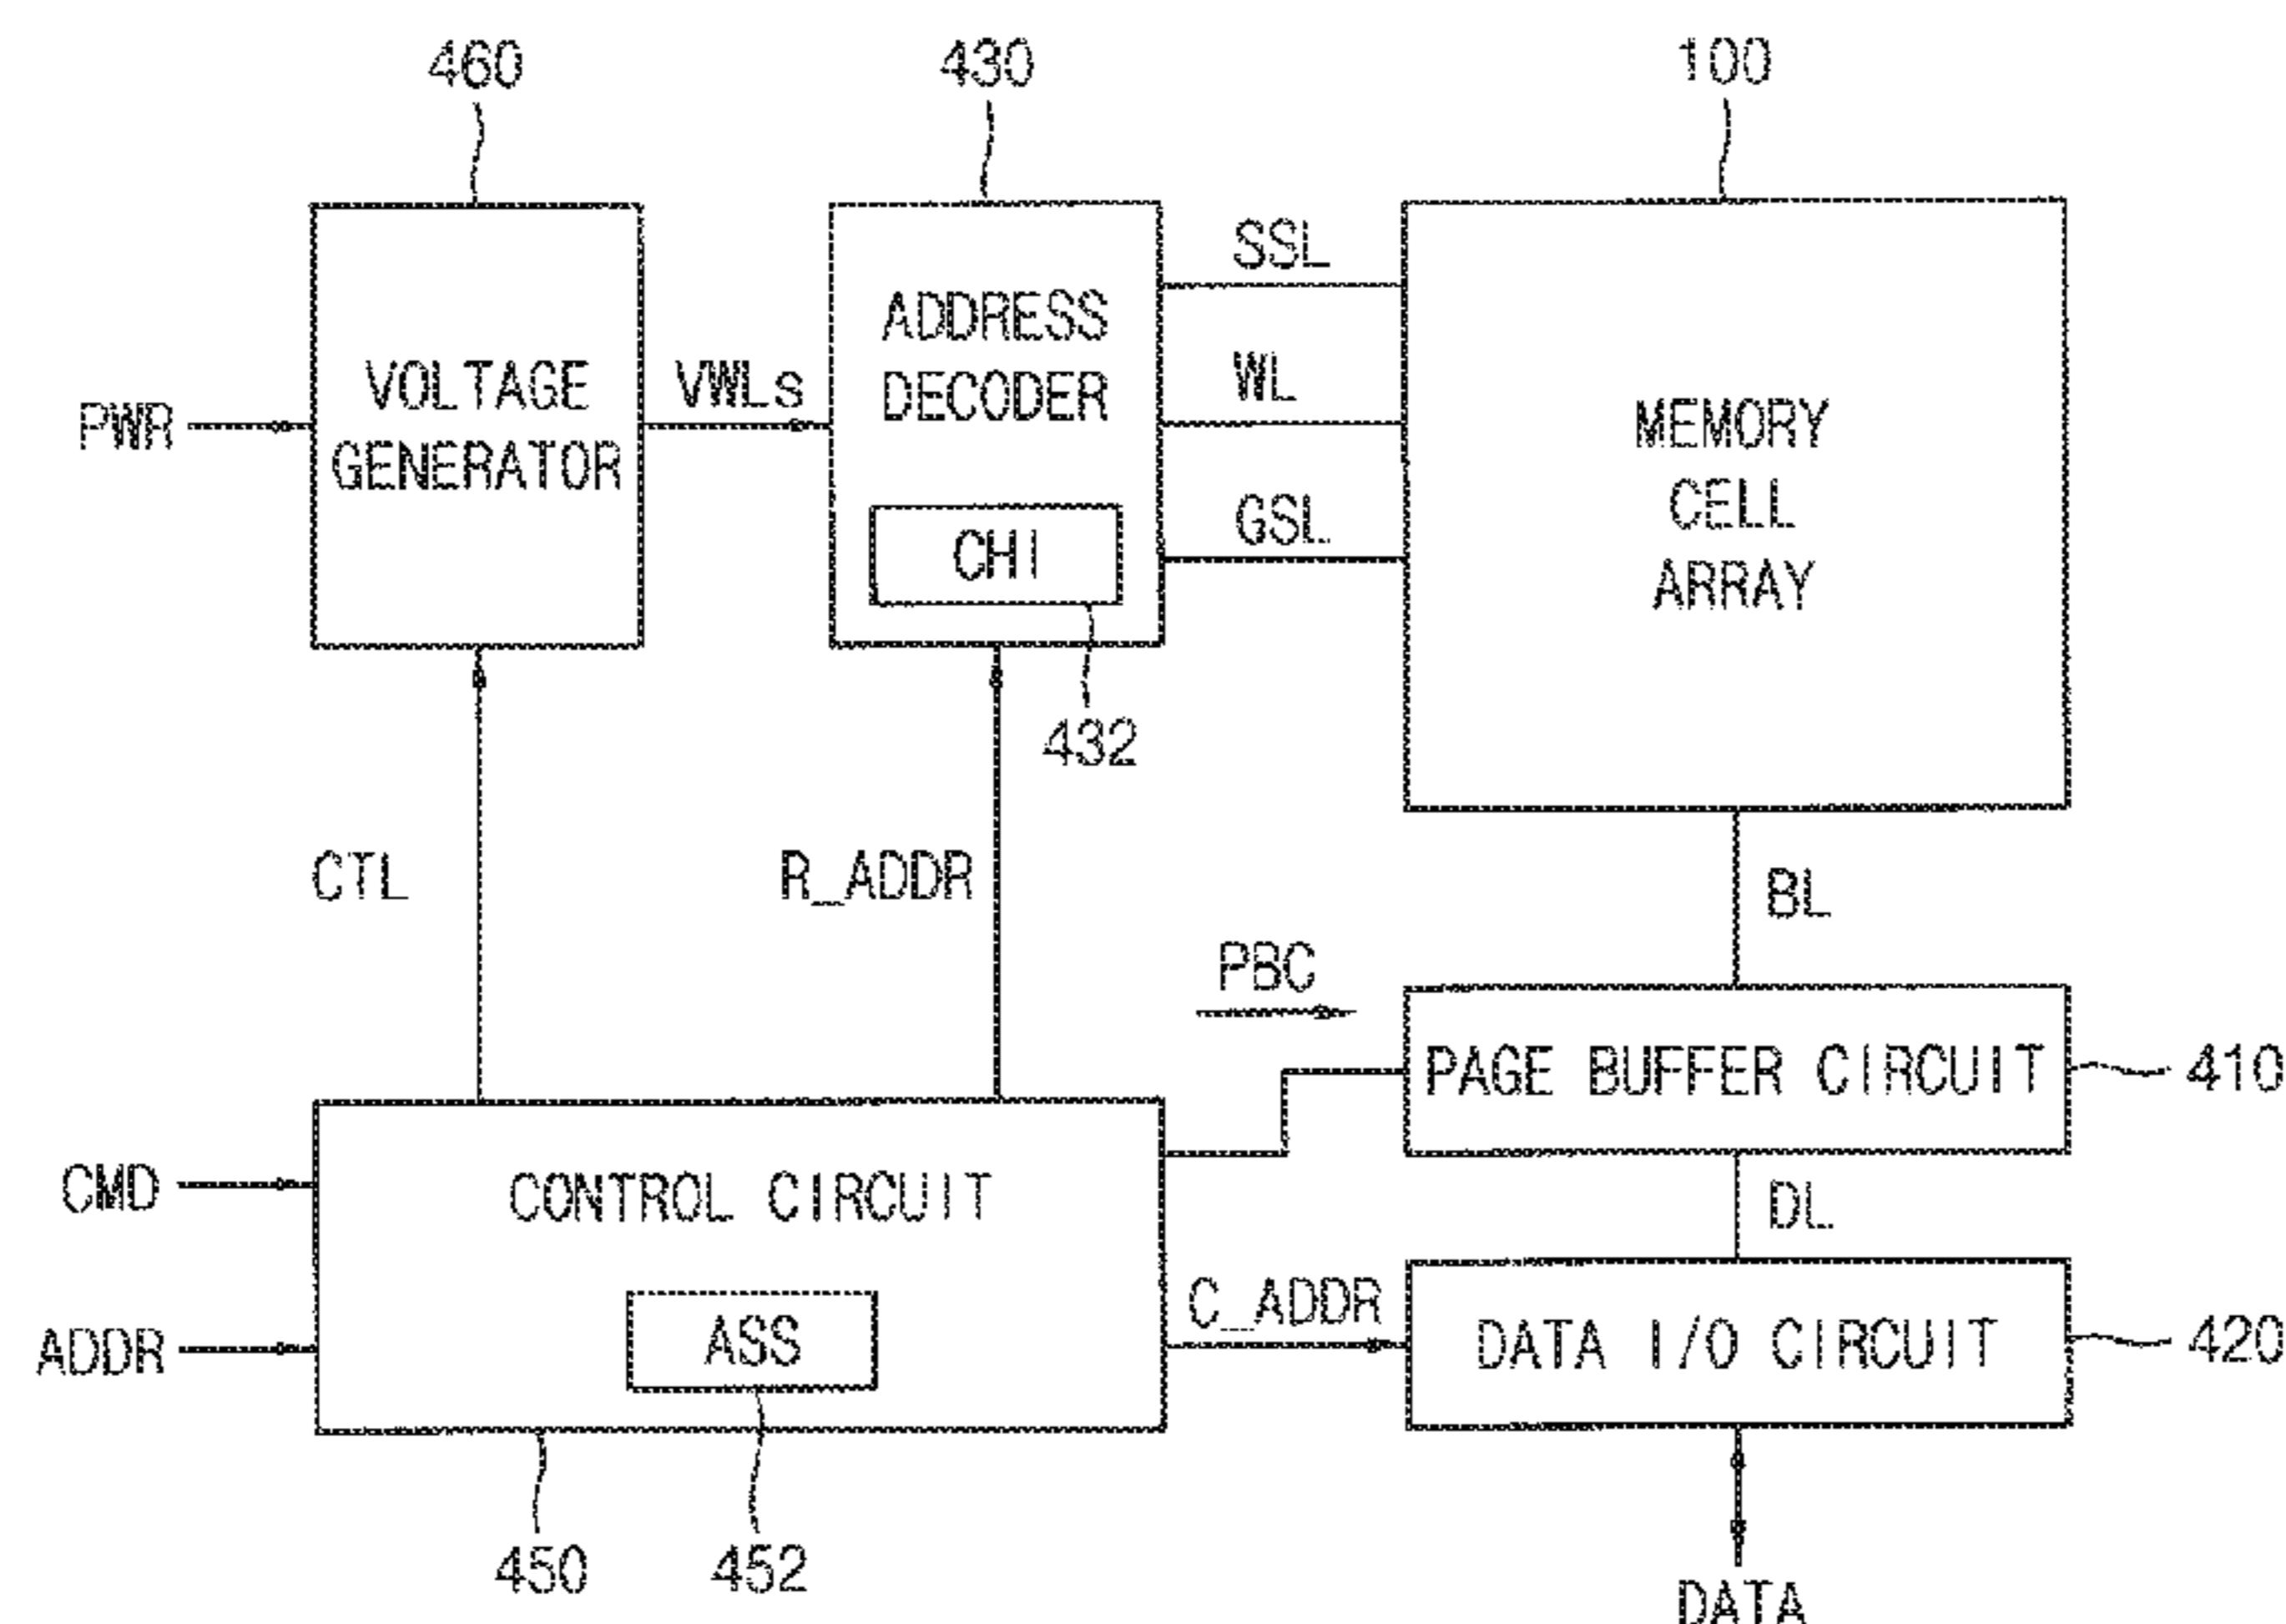 460
430
100
SSL
ADDRESS
DECODER
VOLTAGE
GENERATOR
PWR
VWLs
WL
MEMORY
CELL
ARRAY
GSL
CHI
432
CTL
R_ADDR
BL
PBC
PAGE BUFFER CIRCUIT
410
CMD
CONTROL CIRCUIT
DL
C_ADDR
ADDR
ASS
DATA I/O CIRCUIT
420
450
452
DATA